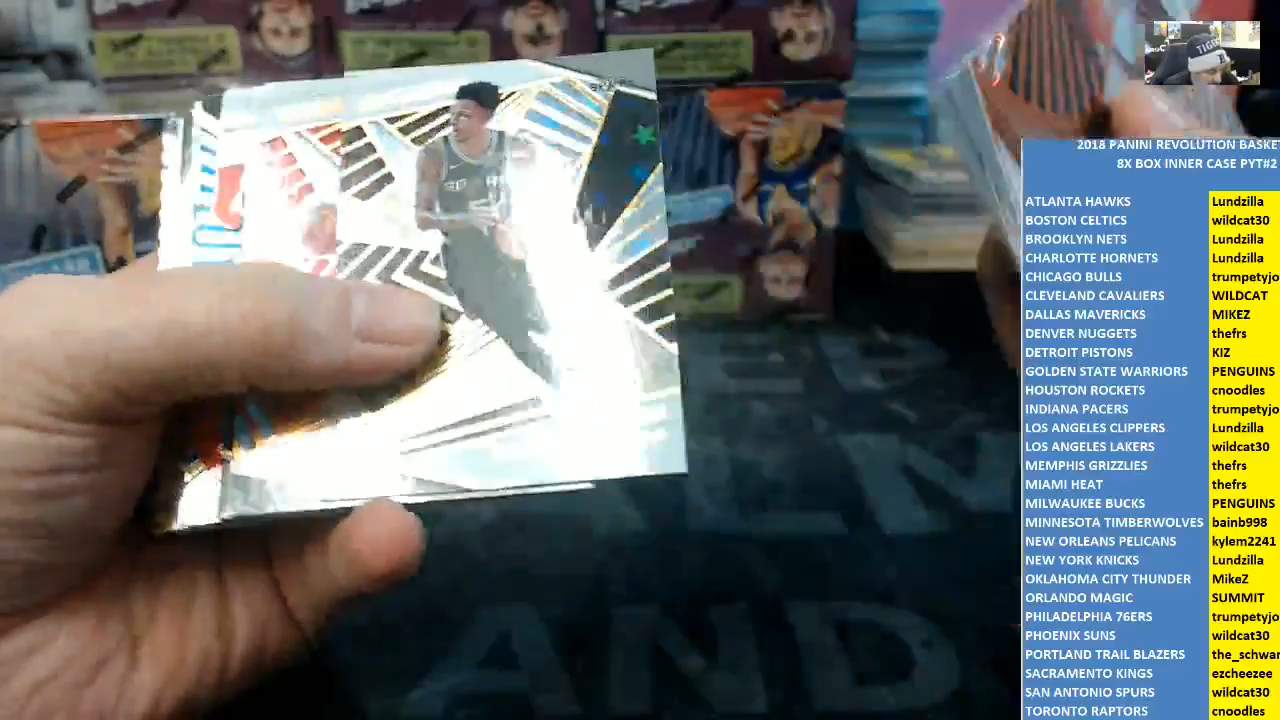 TIGE
2018 PANINI REVOLUTION BASKE
8X BOX INNER CASE PYT#2
ATLANTA HAWKS Lundzilla
BOSTON CELTICS wildcat30
BROOKLYN NETS Lundzilla
CHARLOTTE HORNETS Lundzilla
CHICAGO BULLS trumpetyjo
CLEVELAND CAVALIERS WILDCAT
DALLAS MAVERICKS MIKEZ
DENVER NUGGETS thefrs
DETROIT PISTONS KIZ
GOLDEN STATE WARRIORS PENGUINS
HOUSTON ROCKETS cnoodles
INDIANA PACERS trumpetyjo
LOS ANGELES CLIPPERS Lundzilla
LOS ANGELES LAKERS wildcat30
MEMPHIS GRIZZLIES thefrs
MIAMI HEAT thefrs
MILWAUKEE BUCKS PENGUINS
MINNESOTA TIMBERWOLVES bainb998
NEW ORLEANS PELICANS kylem2241
NEW YORK KNICKS Lundzilla
OKLAHOMA CITY THUNDER MikeZ
ORLANDO MAGIC SUMMIT
PHILADELPHIA 76ERS trumpetyjo
PHOENIX SUNS wildcat30
PORTLAND TRAIL BLAZERS the_schwar
SACRAMENTO KINGS ezcheezee
SAN ANTONIO SPURS wildcat30
TORONTO RAPTORS cnoodles
AND